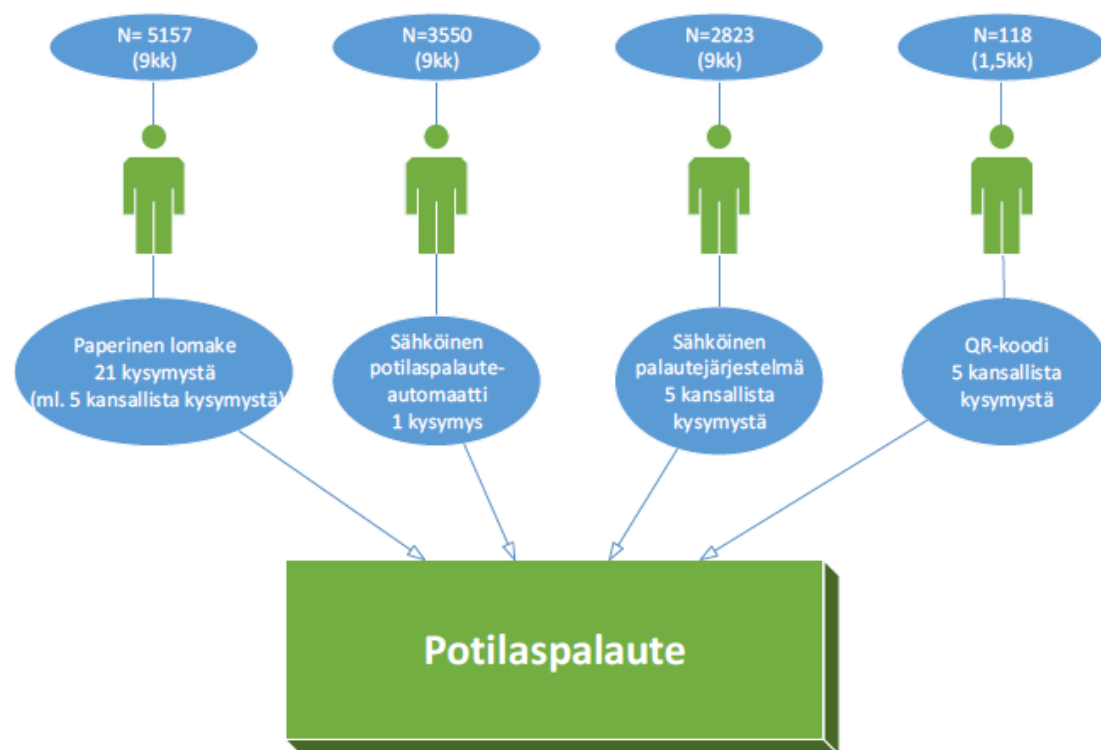 N= 5157
(9kk)
N=3550
(9kk)
N=2823
(9kk)
N=118
(1,5kk)
Paperinen lomake
21 kysymystä
(ml. 5 kansallista kysymystä)
Sähköinen
potilaspalaute-
automaatti
1 kysymys
Sähköinen
palautejärjestelmä
5 kansallista
kysymystä
QR-koodi
5 kansallista
kysymystä
Potilaspalaute